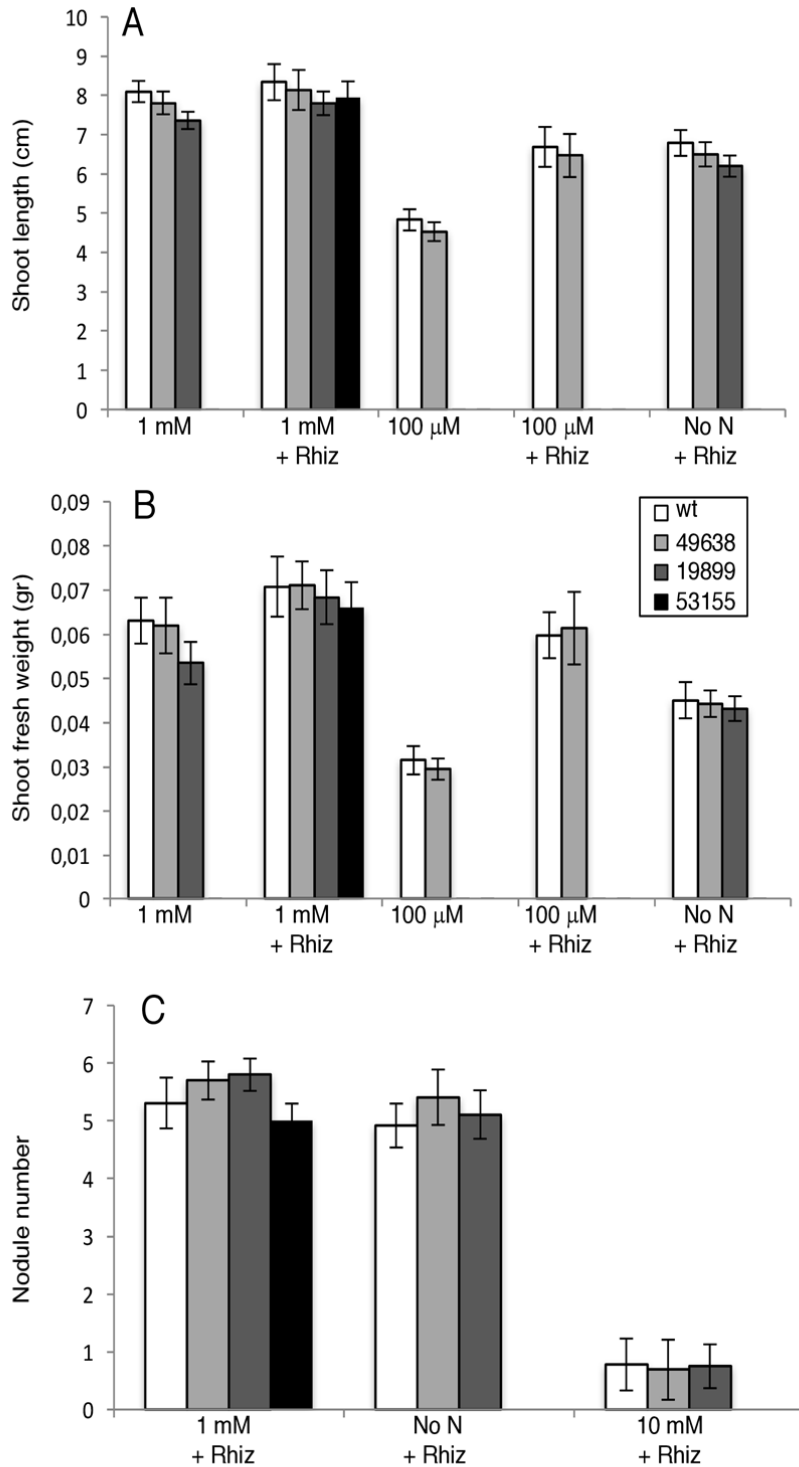 A
Shoot length (cm)
10
9
8
7
6
5
4
3
2
1
0
1 mM 1 mM 100 μM 100 μM No N
+ Rhiz + Rhiz + Rhiz
B
Shoot fresh weight (gr)
0,09
0,08
0,07
0,06
0,05
0,04
0,03
0,02
0,01
0
wt
49638
19899
53155
1 mM 1 mM 100 μM 100 μM No N
+ Rhiz + Rhiz + Rhiz
C
Nodule number
7
6
5
4
3
2
1
0
1 mM No N 10 mM
+ Rhiz + Rhiz + Rhiz